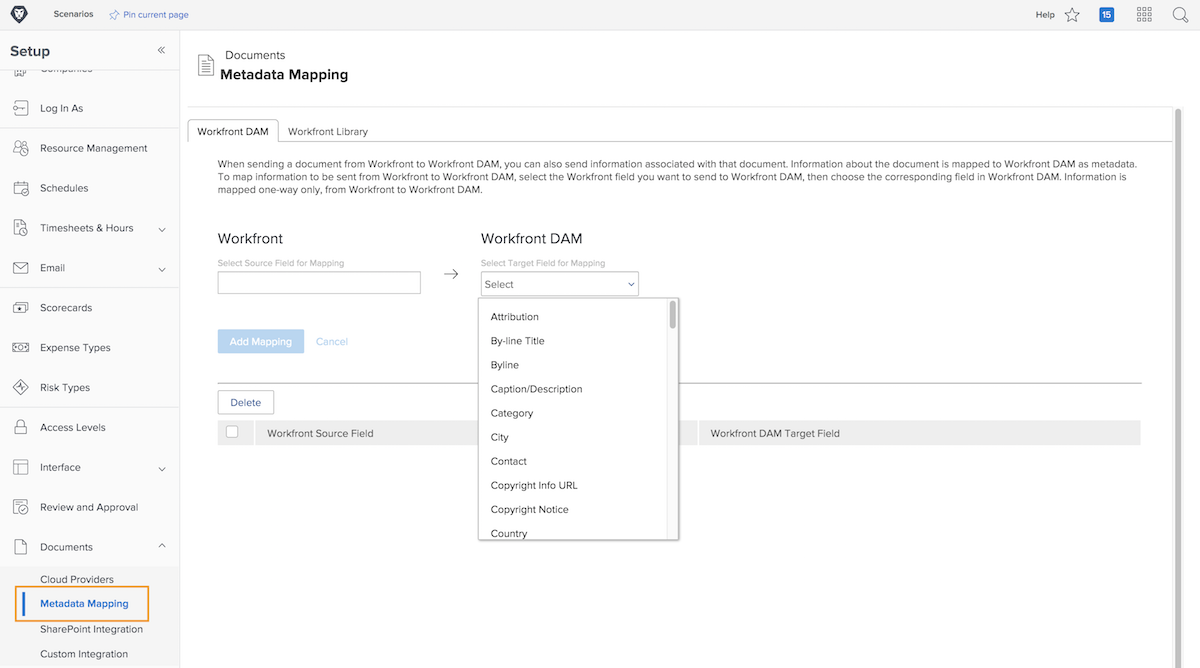 Scenarios
Pin current page
Help
15
Setup
Companies
Log In As
Resource Management
Schedules
Timesheets & Hours
Email
Scorecards
Expense Types
Risk Types
Access Levels
Interface
Review and Approval
Documents
Cloud Providers
Metadata Mapping
SharePoint Integration
Custom Integration
Documents
Metadata Mapping
Workfront DAM
Workfront Library
When sending a document from Workfront to Workfront DAM, you can also send information associated with that document. Information about the document is mapped to Workfront DAM as metadata.
To map information to be sent from Workfront to Workfront DAM, select the Workfront field you want to send to Workfront DAM, then choose the corresponding field in Workfront DAM. Information is
mapped one-way only, from Workfront to Workfront DAM.
Workfront
Select Source Field for Mapping
Workfront DAM
Select Target Field for Mapping
Select
Attribution
By-line Title
Byline
Caption/Description
Category
City
Contact
Copyright Info URL
Copyright Notice
Country
Add Mapping
Cancel
Delete
Workfront Source Field
Workfront DAM Target Field